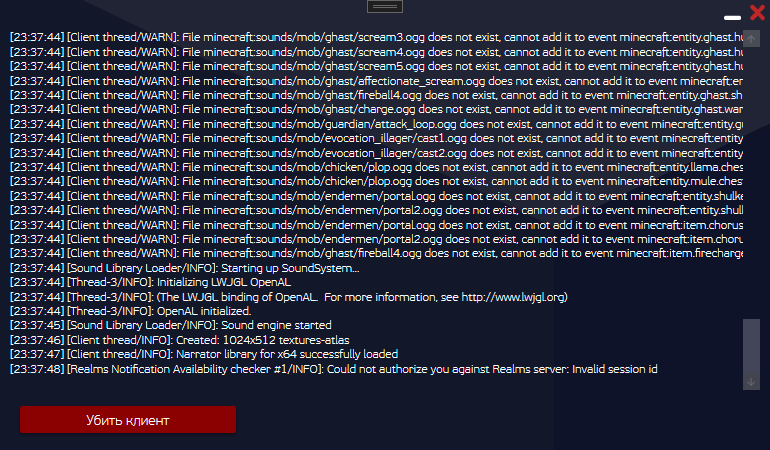 [23:37:44] [Client thread/WARN]: File minecraft:sounds/mob/ghast/scream3.ogg does not exist, cannot add it to event minecraft:entity.ghast.hu
[23:37:44] [Client thread/WARN]: File minecraft:sounds/mob/ghast/scream4.ogg does not exist, cannot add it to event minecraft:entity.ghast.hu
[23:37:44] [Client thread/WARN]: File minecraft:sounds/mob/ghast/scream5.ogg does not exist, cannot add it to event minecraft:entity.ghast.hu
[23:37:44] [Client thread/WARN]: File minecraft:sounds/mob/ghast/affectionate_scream.ogg does not exist, cannot add it to event minecraft:en
[23:37:44] [Client thread/WARN]: File minecraft:sounds/mob/ghast/fireball4.ogg does not exist, cannot add it to event minecraft:entity.ghast.sh
[23:37:44] [Client thread/WARN]: File minecraft:sounds/mob/ghast/charge.ogg does not exist, cannot add it to event minecraft:entity.ghast.war
[23:37:44] [Client thread/WARN]: File minecraft:sounds/mob/guardian/attack_loop.ogg does not exist, cannot add it to event minecraft:entity.gu
[23:37:44] [Client thread/WARN]: File minecraft:sounds/mob/evocation_illager/cast1.ogg does not exist, cannot add it to event minecraft:entity
[23:37:44] [Client thread/WARN]: File minecraft:sounds/mob/evocation_illager/cast2.ogg does not exist, cannot add it to event minecraft:entity
[23:37:44] [Client thread/WARN]: File minecraft:sounds/mob/chicken/plop.ogg does not exist, cannot add it to event minecraft:entity.llama.ches
[23:37:44] [Client thread/WARN]: File minecraft:sounds/mob/chicken/plop.ogg does not exist, cannot add it to event minecraft:entity.mule.chest
[23:37:44] [Client thread/WARN]: File minecraft:sounds/mob/endermen/portal.ogg does not exist, cannot add it to event minecraft:entity.shulke
[23:37:44] [Client thread/WARN]: File minecraft:sounds/mob/endermen/portal2.ogg does not exist, cannot add it to event minecraft:entity.shulk
[23:37:44] [Client thread/WARN]: File minecraft:sounds/mob/endermen/portal.ogg does not exist, cannot add it to event minecraft:item.chorus
[23:37:44] [Client thread/WARN]: File minecraft:sounds/mob/endermen/portal2.ogg does not exist, cannot add it to event minecraft:item.choru
[23:37:44] [Client thread/WARN]: File minecraft:sounds/mob/ghast/fireball4.ogg does not exist, cannot add it to event minecraft:item.firecharge
[23:37:44] [Sound Library Loader/INFO]: Starting up SoundSystem...
[23:37:44] [Thread-3/INFO]: Initializing LWJGL OpenAL
[23:37:44] [Thread-3/INFO]: (The LWJGL binding of OpenAL.  For more information, see http://www.lwjgl.org)
[23:37:44] [Thread-3/INFO]: OpenAL initialized.
[23:37:45] [Sound Library Loader/INFO]: Sound engine started
[23:37:46] [Client thread/INFO]: Created: 1024x512 textures-atlas
[23:37:47] [Client thread/INFO]: Narrator library for x64 successfully loaded
[23:37:48] [Realms Notification Availability checker #1/INFO]: Could not authorize you against Realms server: Invalid session id
Убить клиент